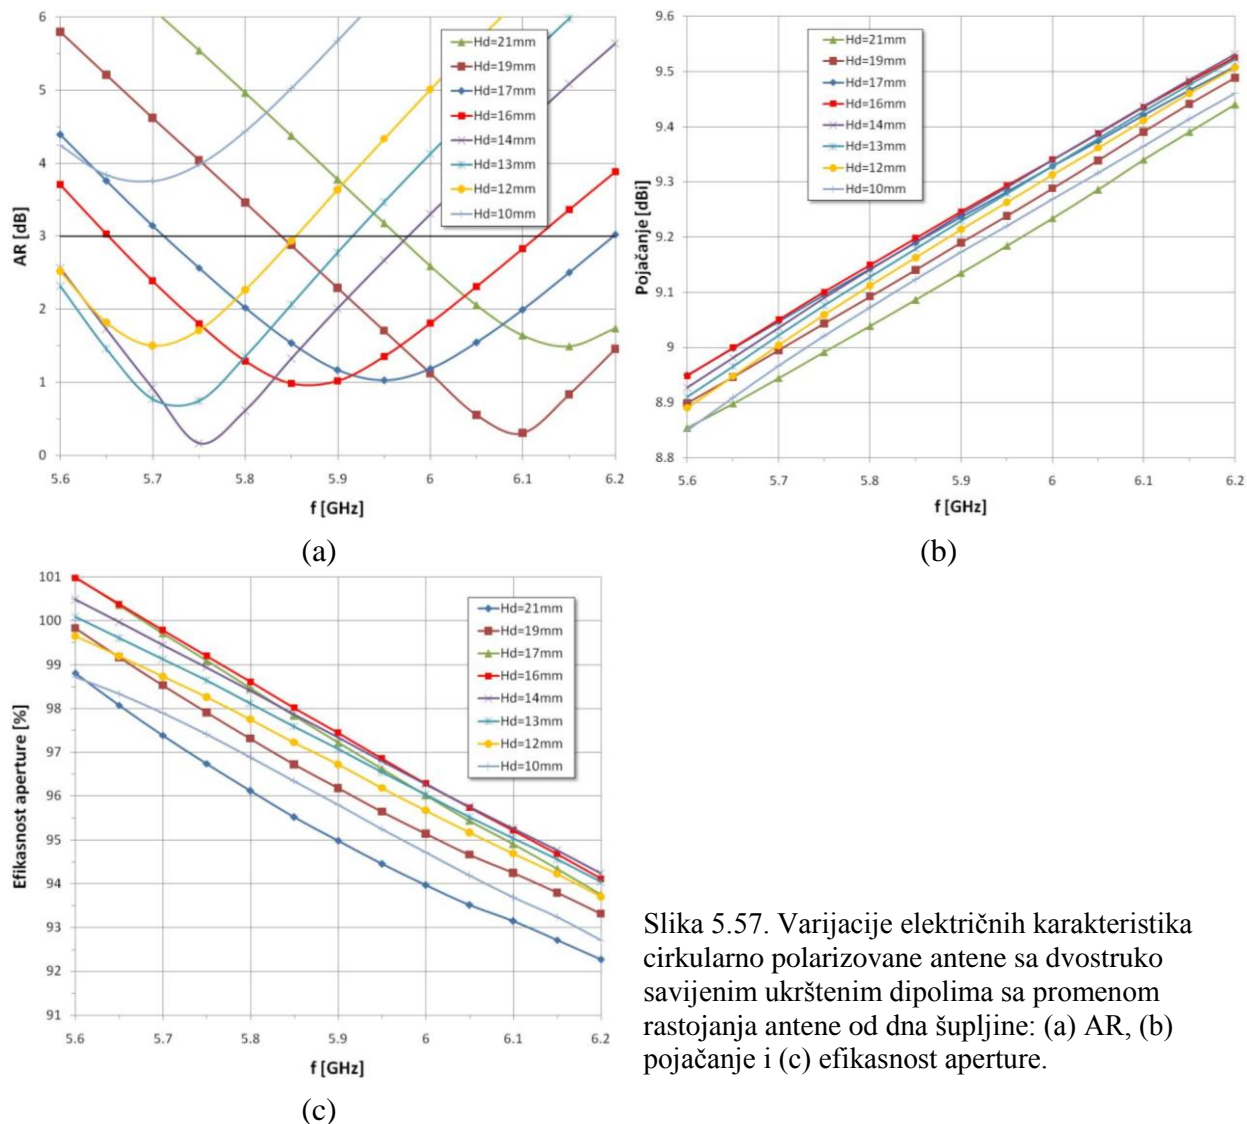 6
5
4
3
2
1
0
AR [dB]
5.6 5.7 5.8 5.9 6 6.1 6.2
f [GHz]
Hd=21mm
Hd=19mm
Hd=17mm
Hd=16mm
Hd=14mm
Hd=13mm
Hd=12mm
Hd=10mm
(a)
9.6
9.5
9.4
9.3
9.2
9.1
9
8.9
8.8
Pojačanje [dBi]
5.6 5.7 5.8 5.9 6 6.1 6.2
f [GHz]
Hd=21mm
Hd=19mm
Hd=17mm
Hd=16mm
Hd=14mm
Hd=13mm
Hd=12mm
Hd=10mm
(b)
101
100
99
98
97
96
95
94
93
92
91
Efikasnost aperture [%]
5.6 5.7 5.8 5.9 6 6.1 6.2
f [GHz]
Hd=21mm
Hd=19mm
Hd=17mm
Hd=16mm
Hd=14mm
Hd=13mm
Hd=12mm
Hd=10mm
(c)
Slika 5.57. Varijacije električnih karakteristika
cirkularno polarizovane antene sa dvostruko
savijenim ukrštenim dipolima sa promenom
rastojanja antene od dna šupljine: (a) AR, (b)
pojačanje i (c) efikasnost aperture.